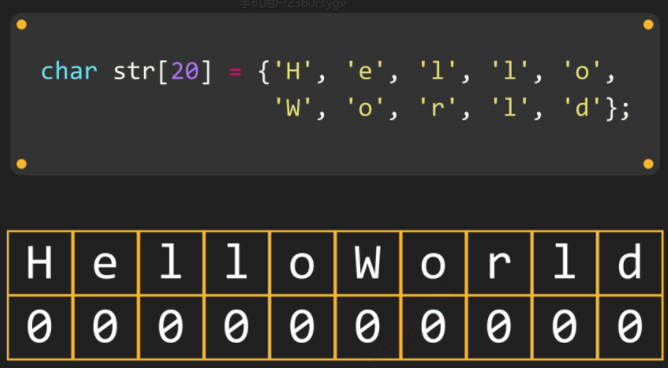 手机用户2360rsygv
char str[20] = {'H', 'e', 'l', 'l', 'o',
'W', 'o', 'r', 'l', 'd'};
H e l l o W o r l d
0 0 0 0 0 0 0 0 0 0